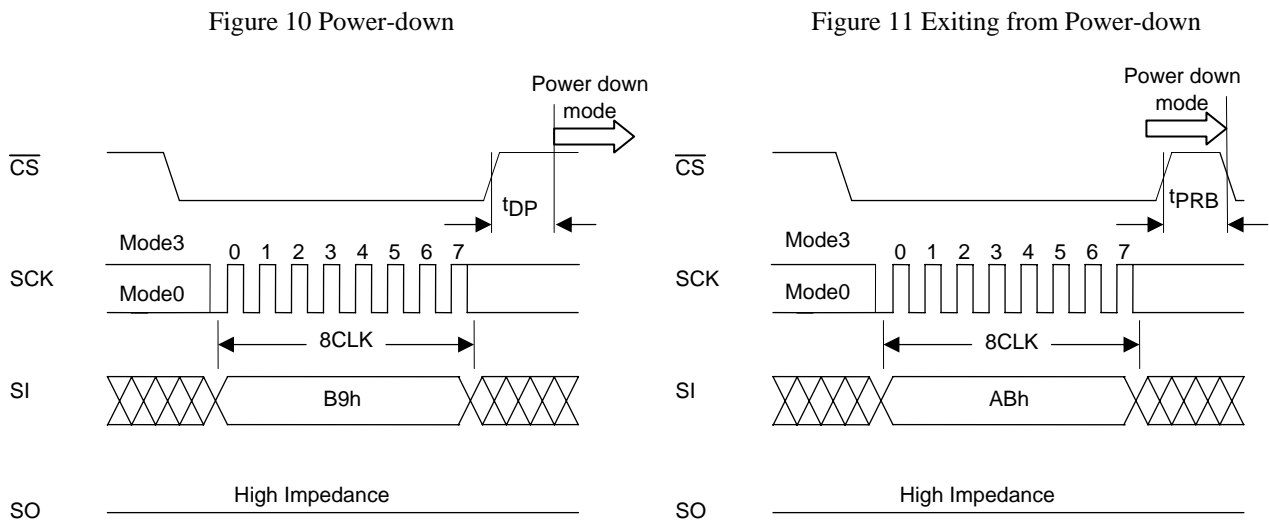 Figure 10 Power-down
Power down
mode
CS
tDP
Mode3
0 1 2 3 4 5 6 7
SCK
Mode0
8CLK
SI
B9h
High Impedance
SO
Figure 11 Exiting from Power-down
Power down
mode
CS
tPRB
Mode3
0 1 2 3 4 5 6 7
SCK
Mode0
8CLK
SI
ABh
High Impedance
SO